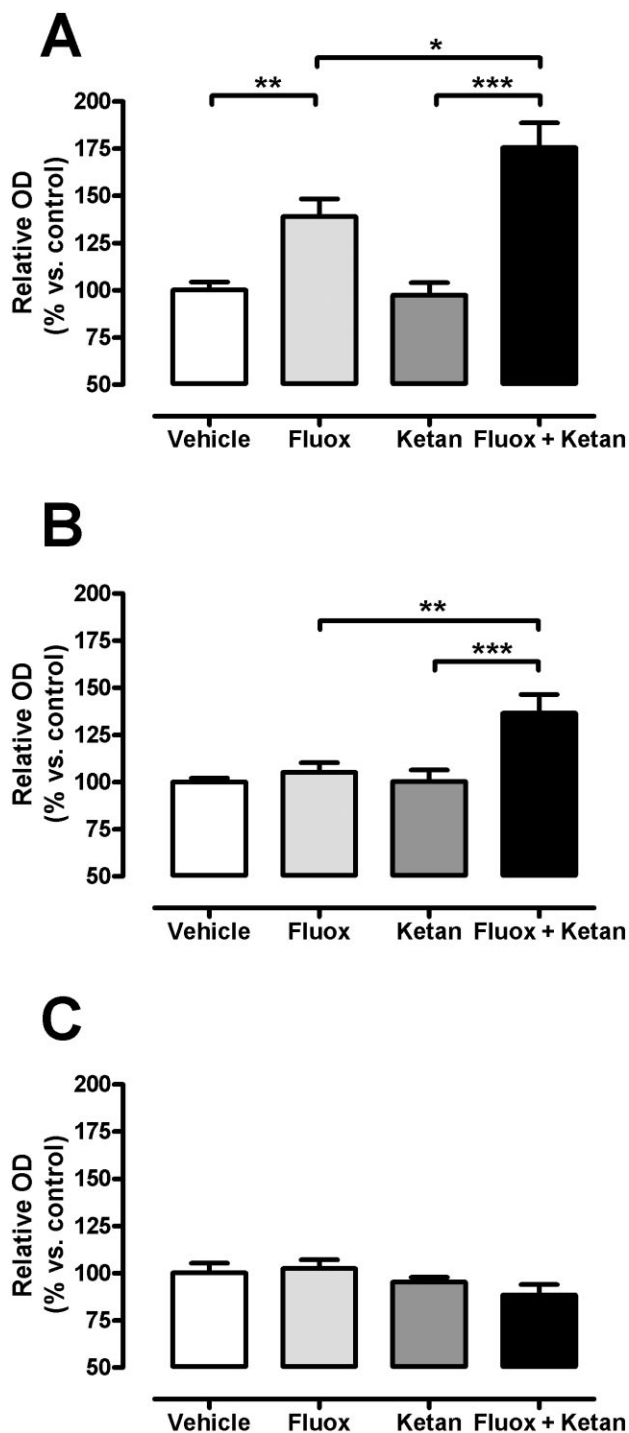 A
*
**
***
200
175
150
125
100
75
50
Relative OD
(% vs. control)
Vehicle Fluox Ketan Fluox + Ketan
B
**
***
200
175
150
125
100
75
50
Relative OD
(% vs. control)
Vehicle Fluox Ketan Fluox + Ketan
C
200
175
150
125
100
75
50
Relative OD
(% vs. control)
Vehicle Fluox Ketan Fluox + Ketan